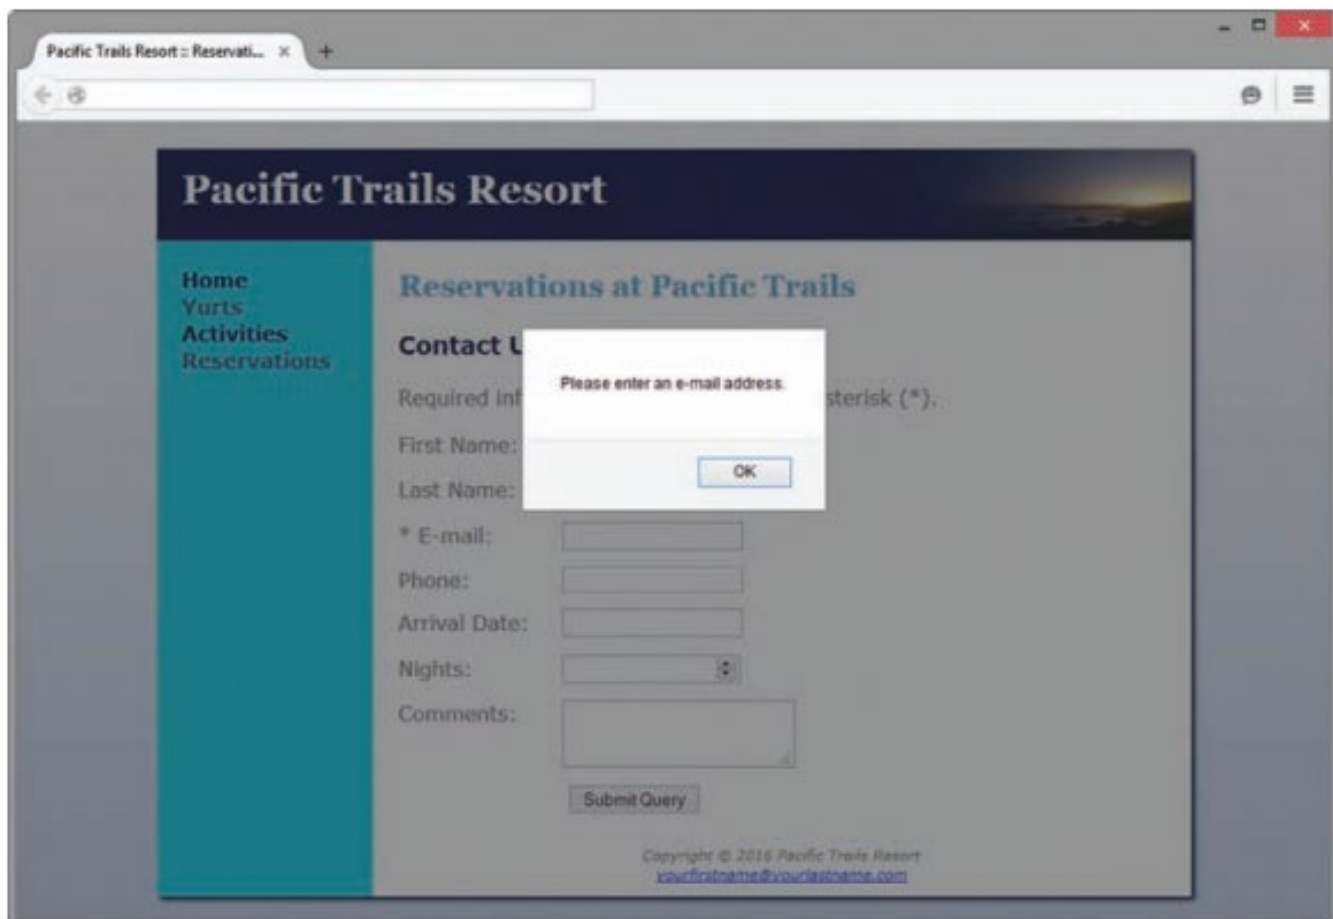 Pacific Trails Resort :: Reservati...
Pacific Trails Resort
Home
Yurts
Activities
Reservations
Reservations at Pacific Trails
Contact U
Required inf
sterisk (*).
Please enter an e-mail address.
OK
First Name:
Last Name:
* E-mail:
Phone:
Arrival Date:
Nights:
Comments:
Submit Query
Copyright © 2016 Pacific Trails Resort
yourfirstname@yourlastname.com